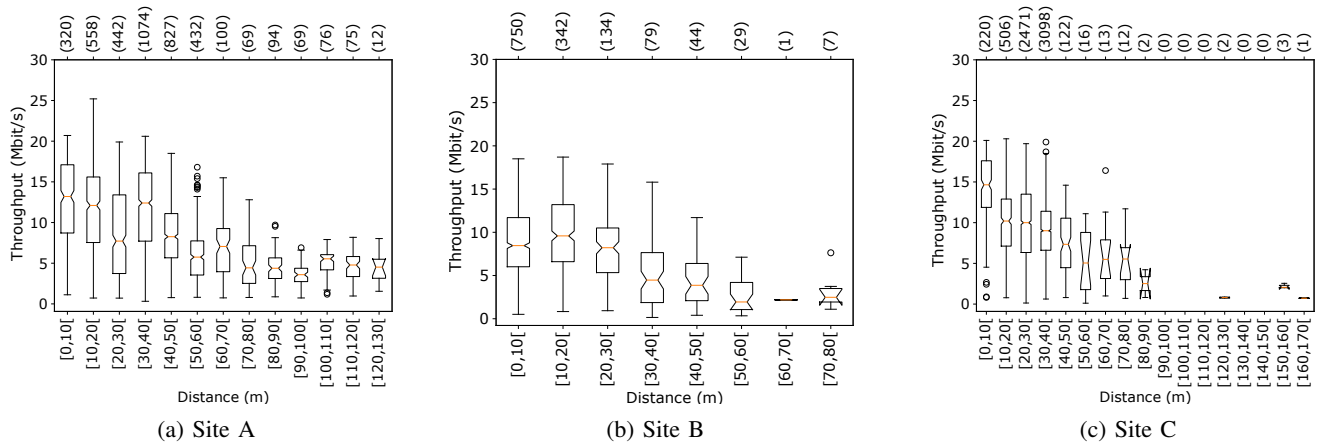 (320) (558) (442) (1074) (827) (432) (100) (69) (94) (69) (76) (75) (12)
30
25
20
15
10
5
0
Throughput (Mbit/s)
[0,10[ [10,20[ [20,30[ [30,40[ [40,50[ [50,60[ [60,70[ [70,80[ [80,90[ [90,100[ [100,110[ [110,120[ [120,130[
Distance (m)
(a) Site A
(750) (342) (134) (79) (44) (29) (1) (7)
30
25
20
15
10
5
0
Throughput (Mbit/s)
[0,10[ [10,20[ [20,30[ [30,40[ [40,50[ [50,60[ [60,70[ [70,80[
Distance (m)
(b) Site B
(220) (506) (2471) (3098) (122) (16) (13) (12) (2) (0) (0) (0) (2) (0) (0) (3) (1)
30
25
20
15
10
5
0
Throughput (Mbit/s)
[0,10[ [10,20[ [20,30[ [30,40[ [40,50[ [50,60[ [60,70[ [70,80[ [80,90[ [90,100[ [100,110[ [110,120[ [120,130[ [130,140[ [140,150[ [150,160[ [160,170[
Distance (m)
(c) Site C